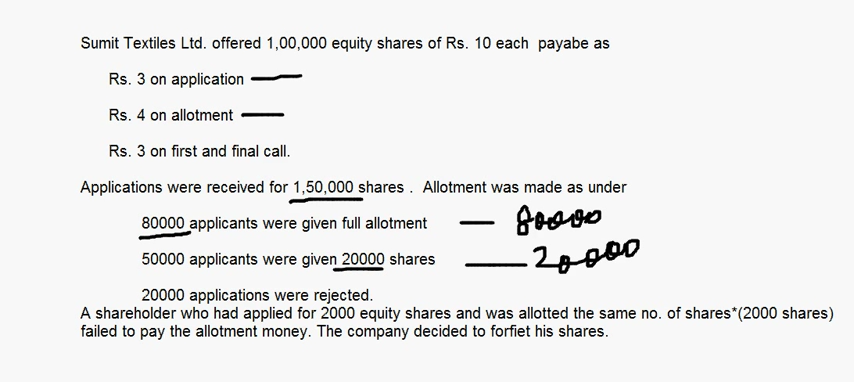 Sumit Textiles Ltd. offered 1,00,000 equity shares of Rs. 10 each payabe as
Rs. 3 on application
Rs. 4 on allotment
Rs. 3 on first and final call.
Applications were received for 1,50,000 shares . Allotment was made as under
80000 applicants were given full allotment — 80000
50000 applicants were given 20000 shares — 20000
20000 applications were rejected.
A shareholder who had applied for 2000 equity shares and was allotted the same no. of shares*(2000 shares)
failed to pay the allotment money. The company decided to forfiet his shares.